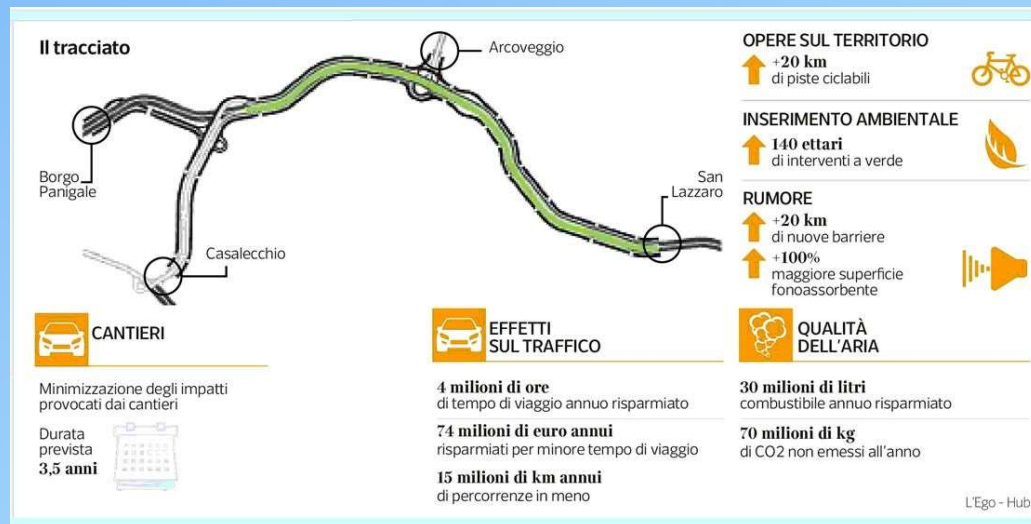 Il tracciato
Arcoveggio
Borgo
Panigale
Casalecchio
San
Lazzaro
OPERE SUL TERRITORIO
+20 km
di piste ciclabili
INSERIMENTO AMBIENTALE
140 ettari
di interventi a verde
RUMORE
+20 km
di nuove barriere
+100%
maggiore superficie
fonoassorbente
CANTIERI
Minimizzazione degli impatti
provocati dai cantieri
Durata
prevista
3,5 anni
EFFETTI
SUL TRAFFICO
4 milioni di ore
di tempo di viaggio annuo risparmiato
74 milioni di euro annui
risparmiati per minore tempo di viaggio
15 milioni di km annui
di percorrenze in meno
QUALITÀ
DELL'ARIA
30 milioni di litri
combustibile annuo risparmiato
70 milioni di kg
di CO2 non emessi all'anno
L'Ego - Hub